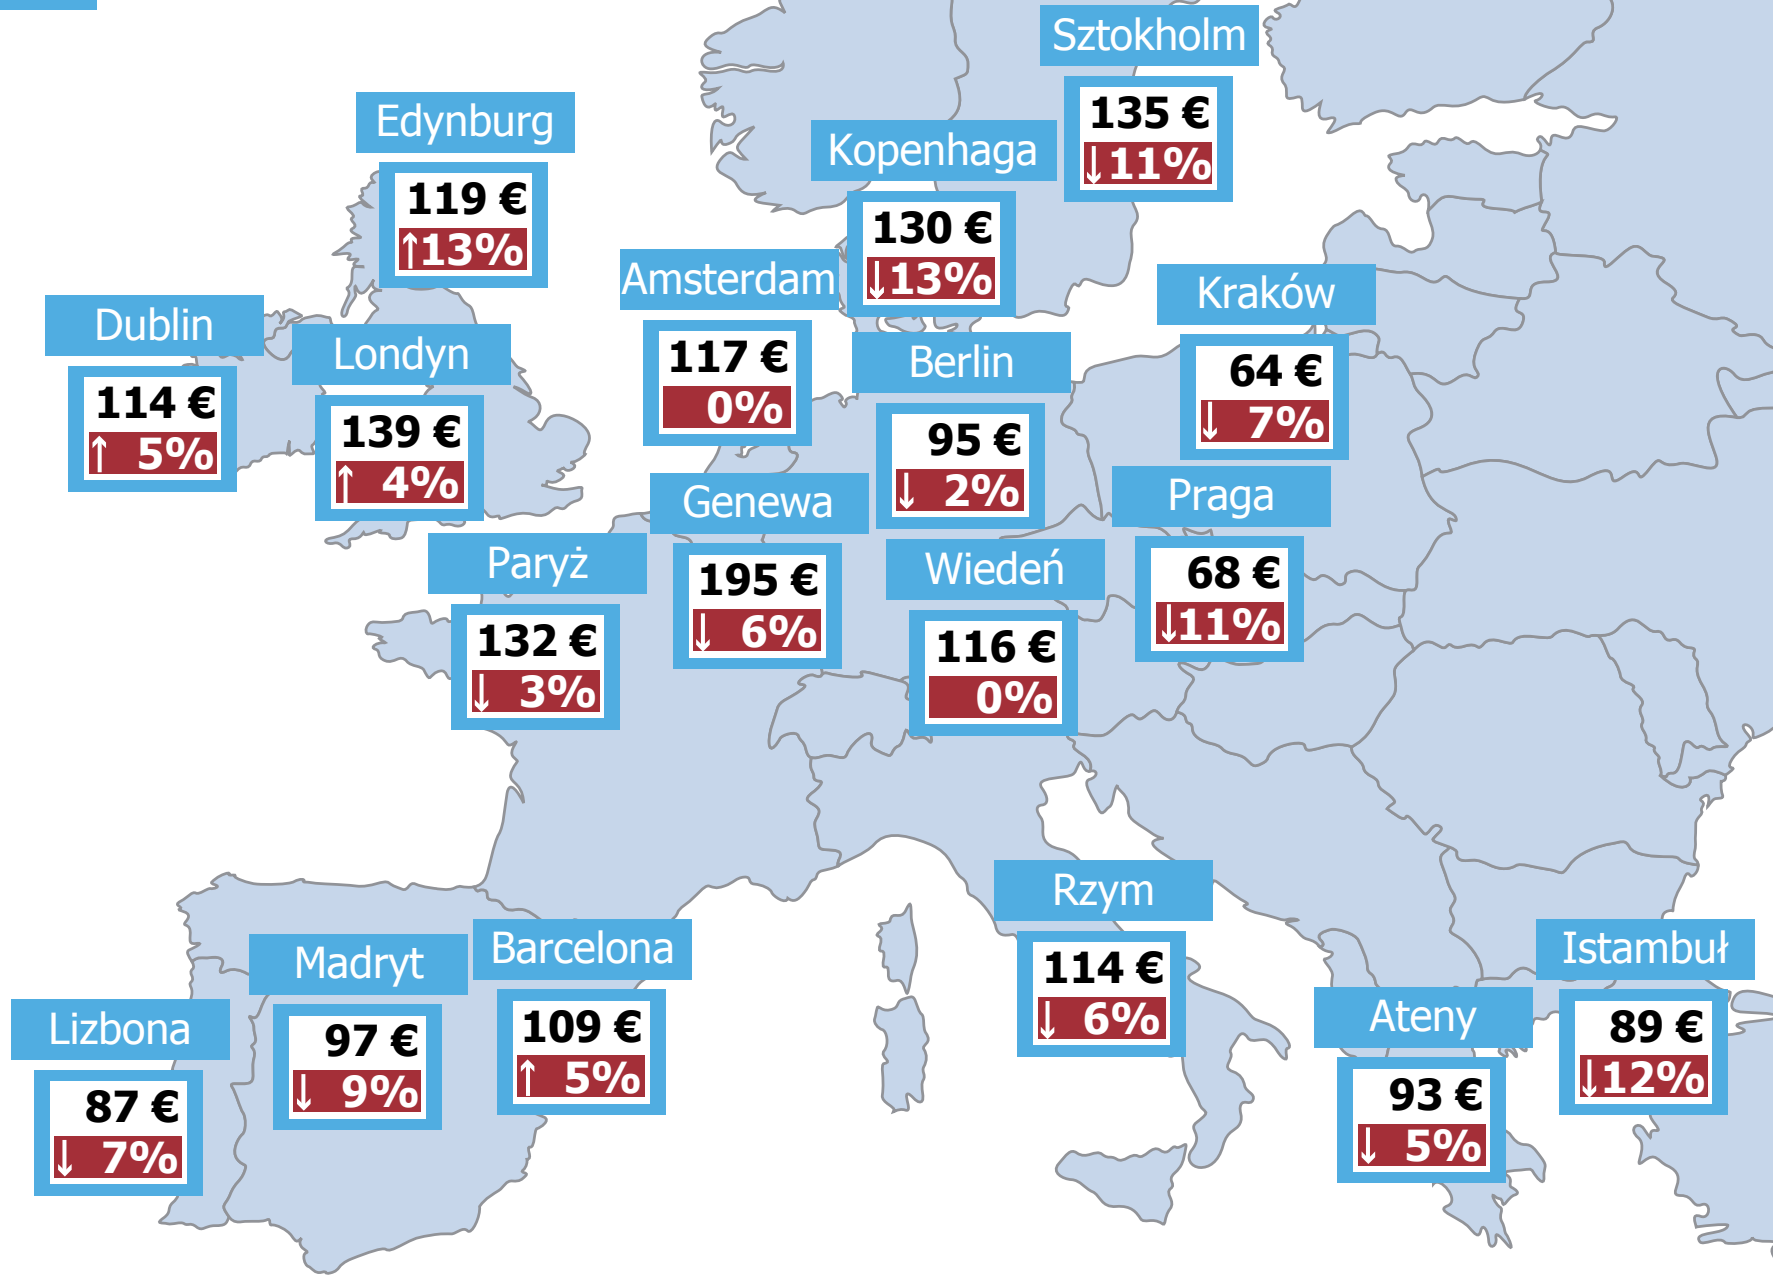 Sztokholm
135 €
↓11%
Edynburg
119 €
↑13%
Kopenhaga
130 €
↓13%
Amsterdam
117 €
0%
Kraków
64 €
↓ 7%
Dublin
114 €
↑ 5%
Londyn
139 €
↑ 4%
Berlin
95 €
↓ 2%
Genewa
195 €
↓ 6%
Praga
68 €
↓11%
Paryż
132 €
↓ 3%
Wiedeń
116 €
0%
Rzym
114 €
↓ 6%
Madryt
97 €
↓ 9%
Barcelona
109 €
↑ 5%
Istambuł
89 €
↓12%
Lizbona
87 €
↓ 7%
Ateny
93 €
↓ 5%